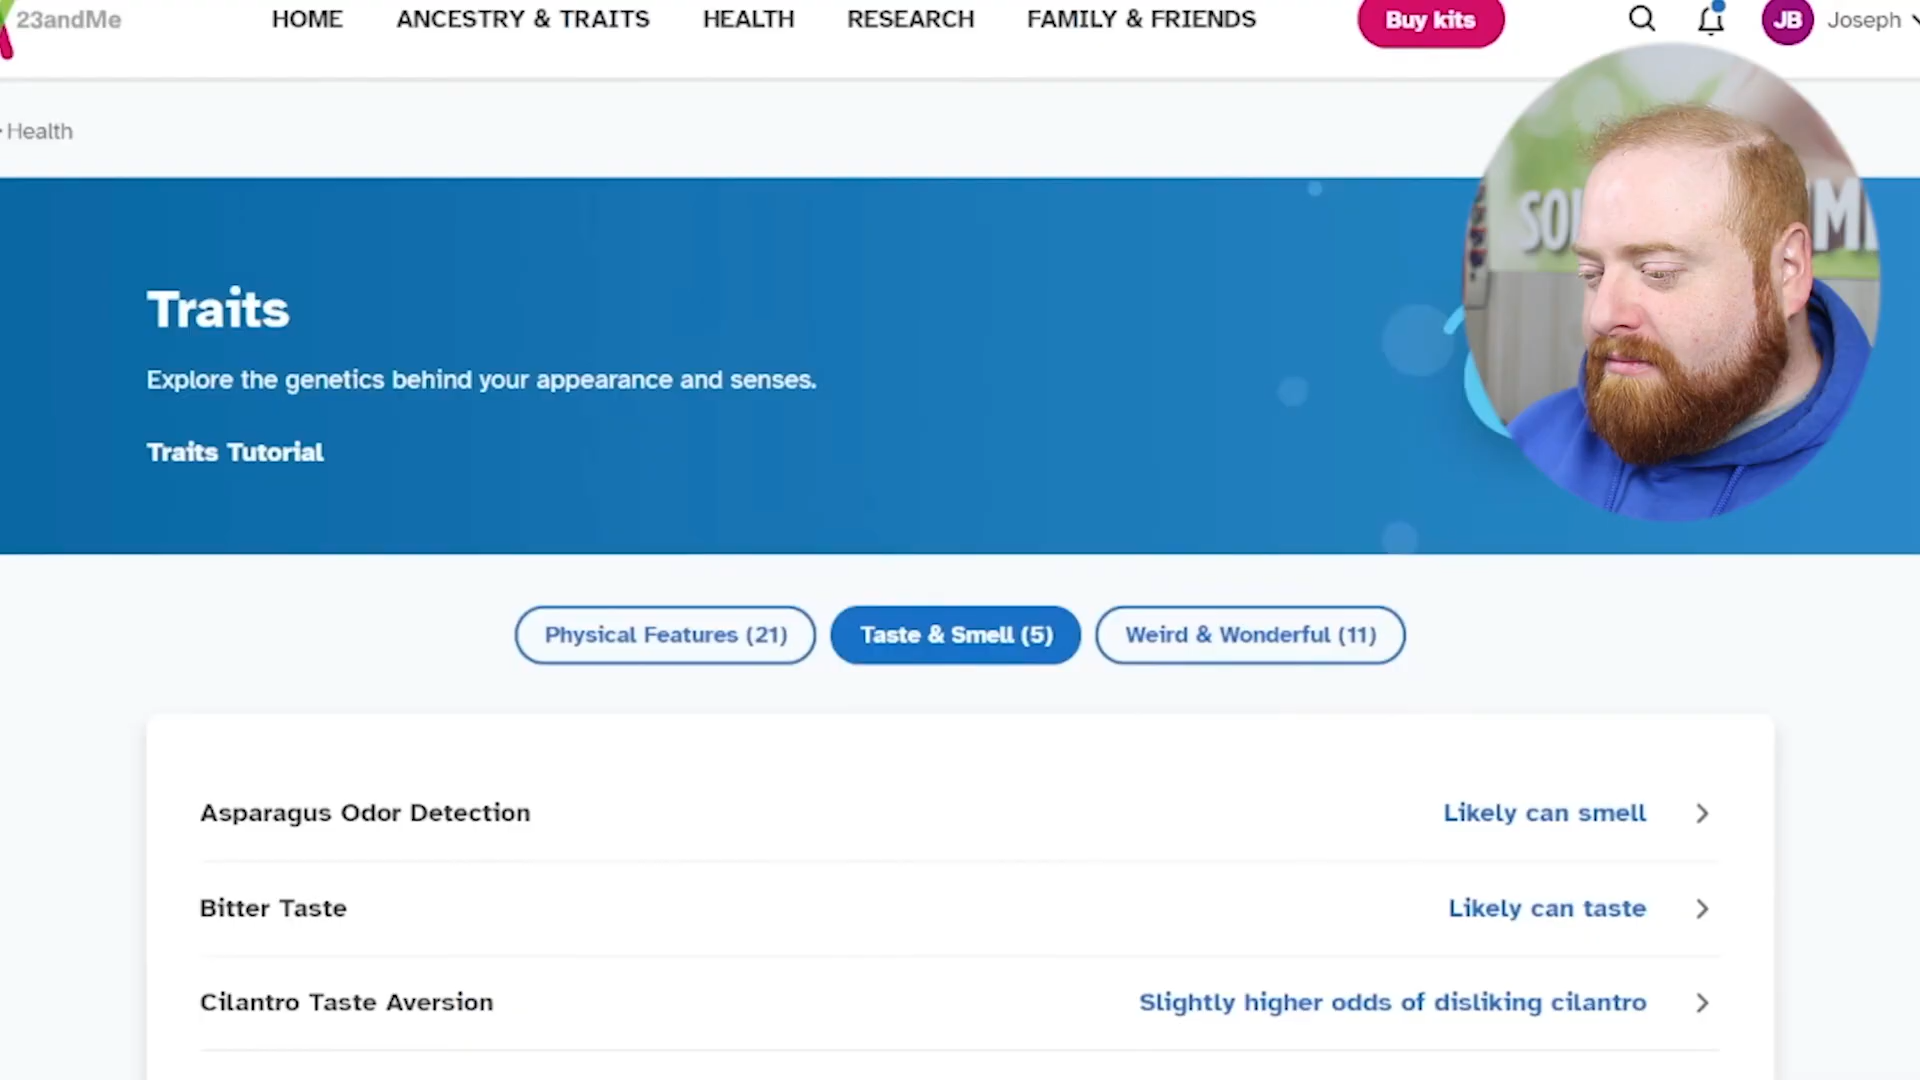 23andMe
HOME ANCESTRY & TRAITS HEALTH RESEARCH FAMILY & FRIENDS Buy kits JB Joseph
Health
Traits
Explore the genetics behind your appearance and senses.
Traits Tutorial
Physical Features (21) Taste & Smell (5) Weird & Wonderful (11)
Asparagus Odor Detection Likely can smell
Bitter Taste Likely can taste
Cilantro Taste Aversion Slightly higher odds of disliking cilantro